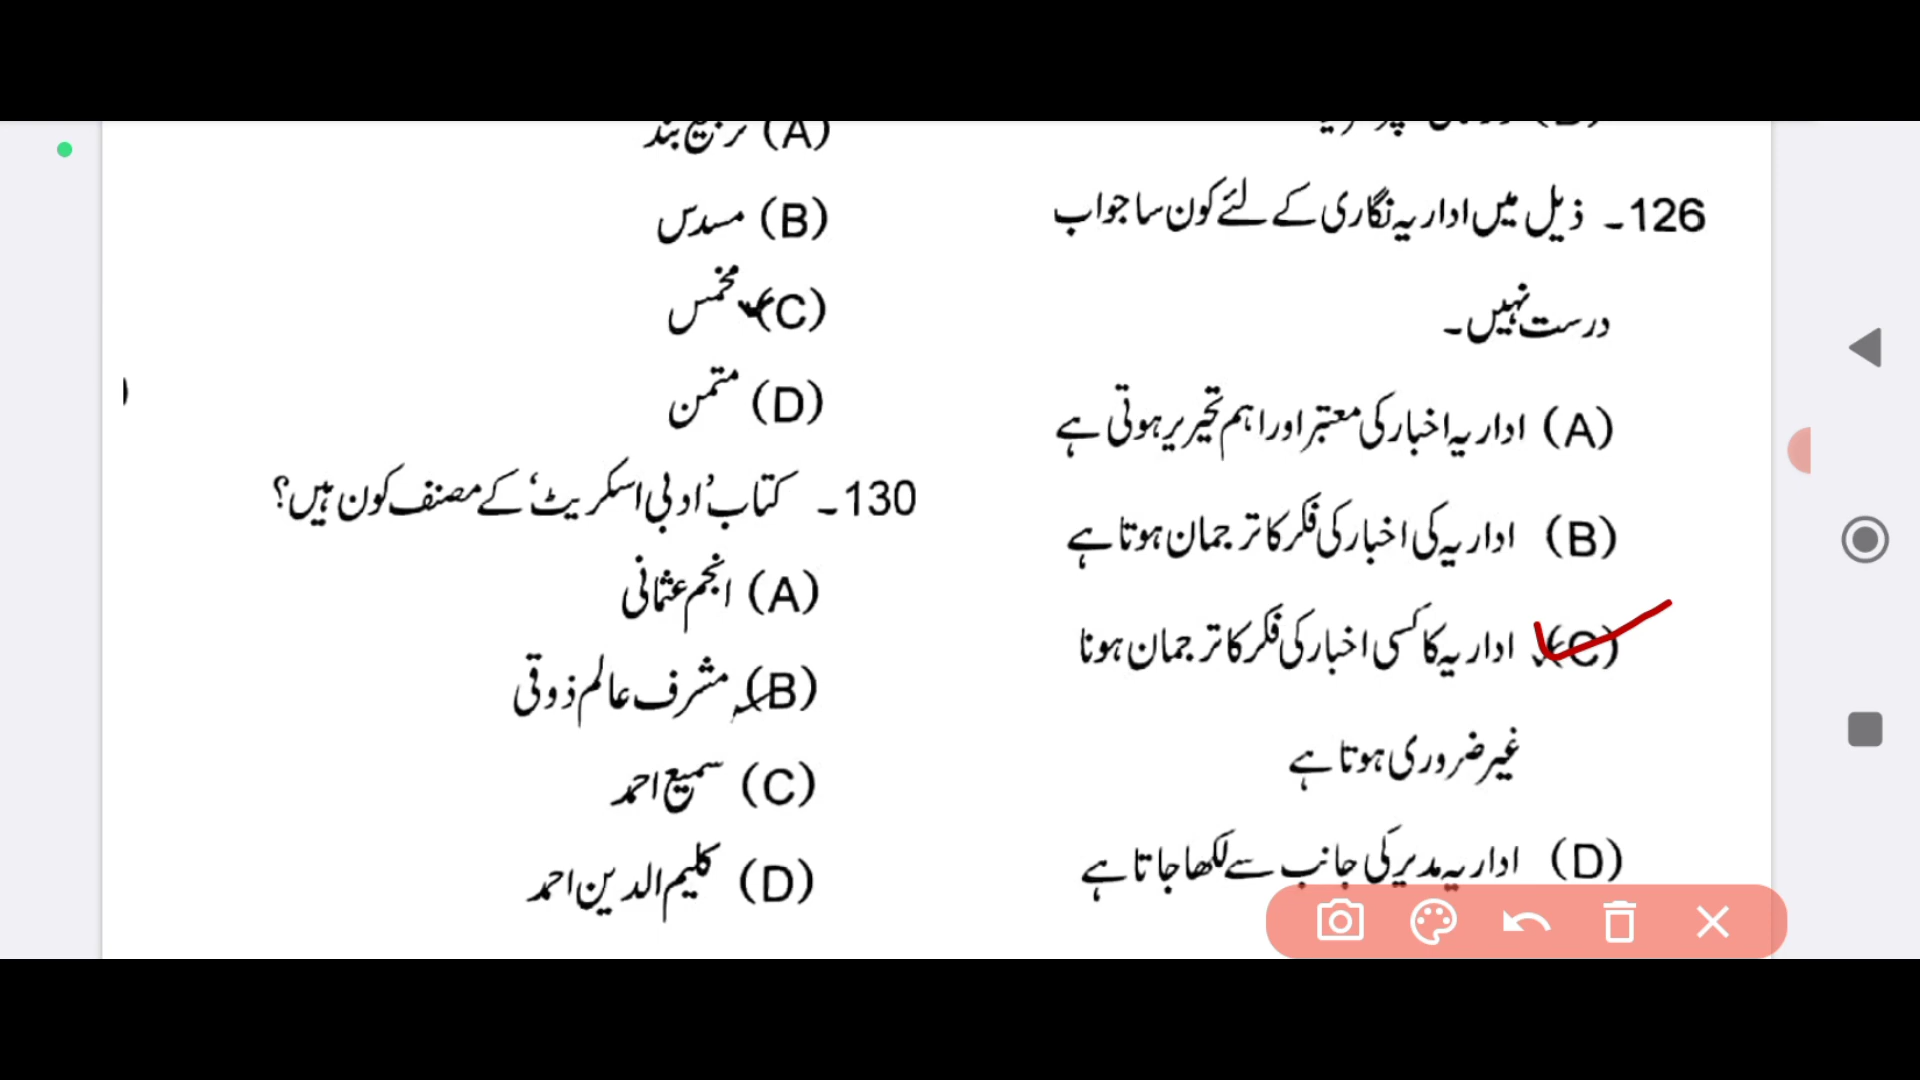 126۔ ذیل میں اداریہ نگاری کے لئے کون سا جواب
درست نہیں۔
(A) اداریہ اخبار کی معتبر اور اہم تحریر ہوتی ہے
(B) اداریہ کی اخبار کی فکر کا ترجمان ہوتا ہے
(C) اداریہ کا کسی اخبار کی فکر کا ترجمان ہونا
غیر ضروری ہوتا ہے
(D) اداریہ مدیر کی جانب سے لکھا جاتا ہے
(A) ترجیع بند
(B) مسدس
(C) مخمس
(D) متمن
130۔ کتاب ’ادبی اسکریٹ‘ کے مصنف کون ہیں؟
(A) انجم عثمانی
(B) مشرف عالم ذوقی
(C) سمیع احمد
(D) کلیم الدین احمد